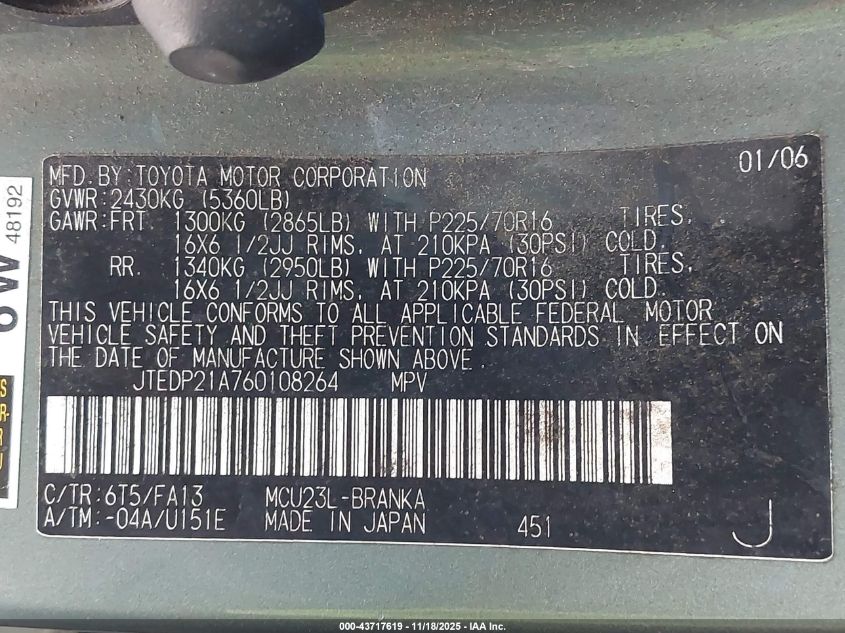 MFD. BY: TOYOTA MOTOR CORPORATION 01/06
GVWR: 2430KG (5360LB)
GAWR: FRT. 1300KG (2865LB) WITH P225/70R16 TIRES,
16X6 1/2JJ RIMS, AT 210KPA (30PSI) COLD.
RR. 1340KG (2950LB) WITH P225/70R16 TIRES,
16X6 1/2JJ RIMS, AT 210KPA (30PSI) COLD.
THIS VEHICLE CONFORMS TO ALL APPLICABLE FEDERAL MOTOR
VEHICLE SAFETY AND THEFT PREVENTION STANDARDS IN EFFECT ON
THE DATE OF MANUFACTURE SHOWN ABOVE.
JTEDP21A760108264 MPV
C/TR: 6T5/FA13 MCU23L-BRANKA
A/TM: -04A/U151E MADE IN JAPAN 451 J
48192
000-43717619 - 11/18/2025 - IAA Inc.